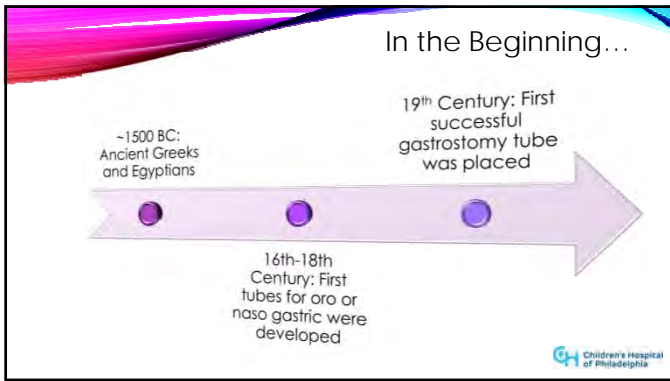 In the Beginning…
~1500 BC:
Ancient Greeks
and Egyptians
16th-18th
Century: First
tubes for oro or
naso gastric were
developed
19th Century: First
successful
gastrostomy tube
was placed
Children's Hospital
of Philadelphia